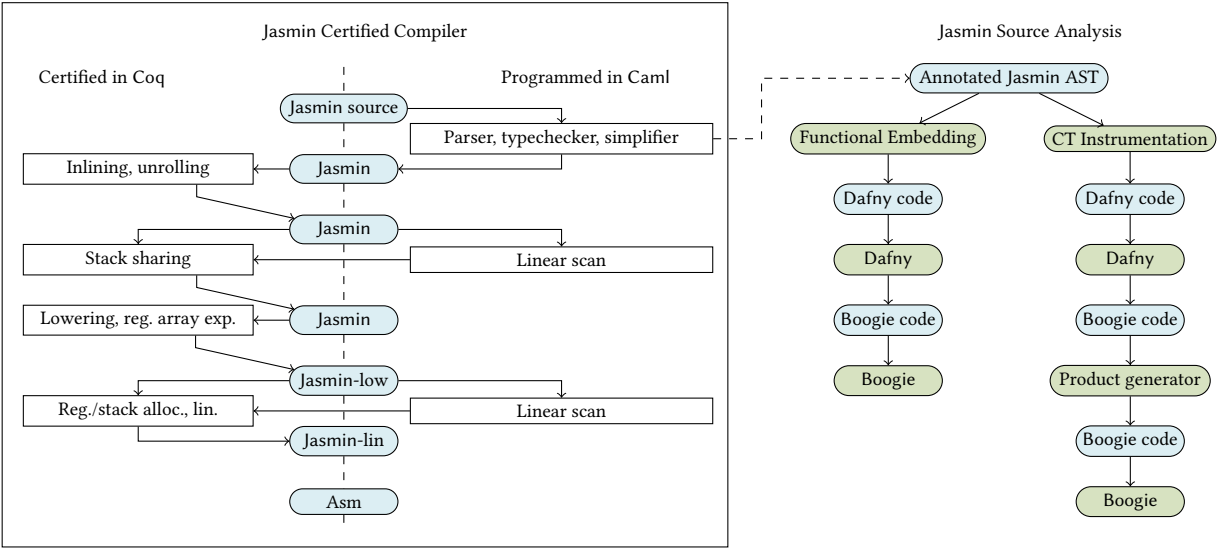 Jasmin Certified Compiler
Certified in Coq
Programmed in Caml
Jasmin source
Parser, typechecker, simplifier
Inlining, unrolling
Jasmin
Jasmin
Stack sharing
Linear scan
Lowering, reg. array exp.
Jasmin
Jasmin-low
Reg./stack alloc., lin.
Linear scan
Jasmin-lin
Asm
Jasmin Source Analysis
Annotated Jasmin AST
Functional Embedding
Dafny code
Dafny
Boogie code
Boogie
CT Instrumentation
Dafny code
Dafny
Boogie code
Product generator
Boogie code
Boogie